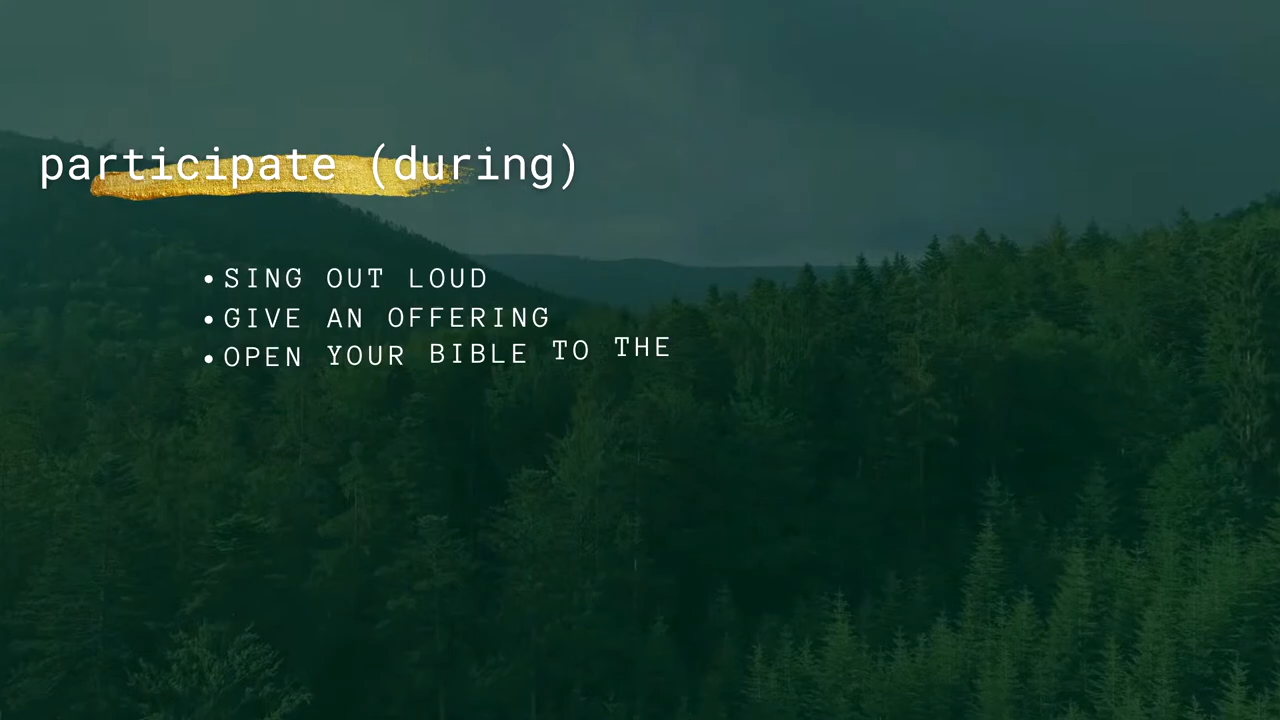 participate (during)
• SING OUT LOUD
• GIVE AN OFFERING
• OPEN YOUR BIBLE TO THE